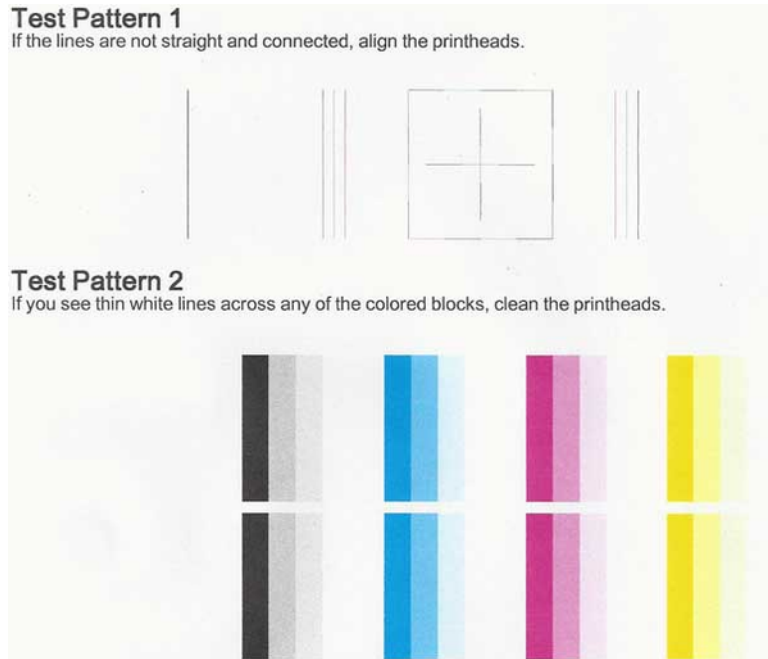 Test Pattern 1
If the lines are not straight and connected, align the printheads.
Test Pattern 2
If you see thin white lines across any of the colored blocks, clean the printheads.